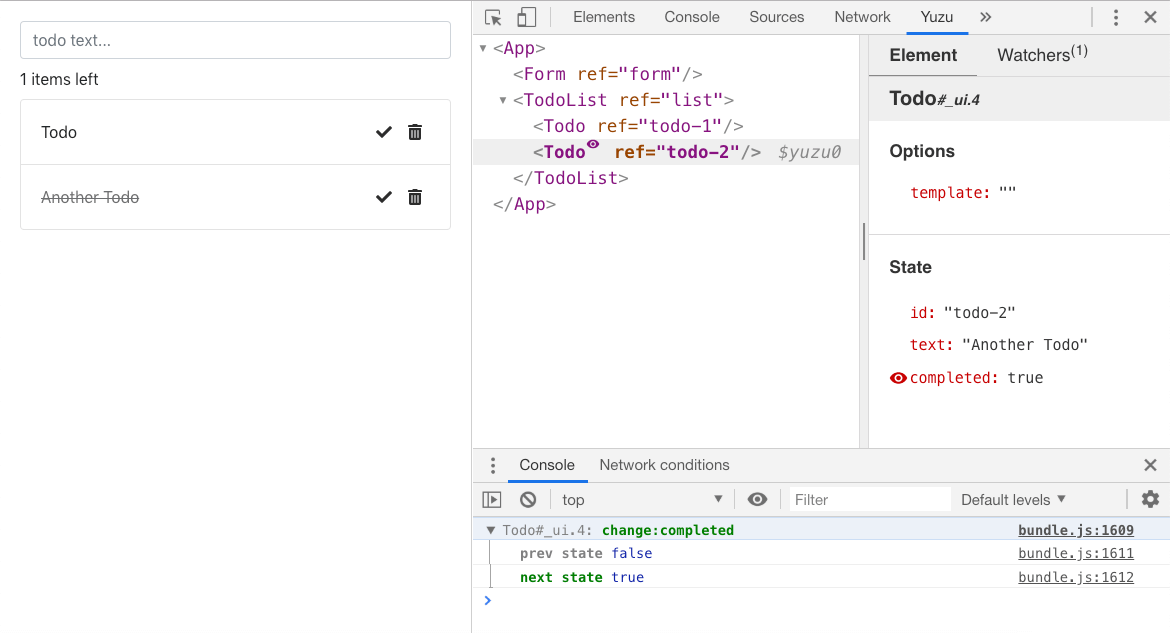 todo text...
1 items left
Todo
Another Todo
Elements Console Sources Network Yuzu »
<App>
<Form ref="form"/>
<TodoList ref="list">
<Todo ref="todo-1"/>
<Todo ref="todo-2"/> $yuzu0
</TodoList>
</App>
Element Watchers(1)
Todo#_ui.4
Options
template: ""
State
id: "todo-2"
text: "Another Todo"
completed: true
Console Network conditions
top Filter Default levels
Todo#_ui.4: change:completed bundle.js:1609
prev state false bundle.js:1611
next state true bundle.js:1612